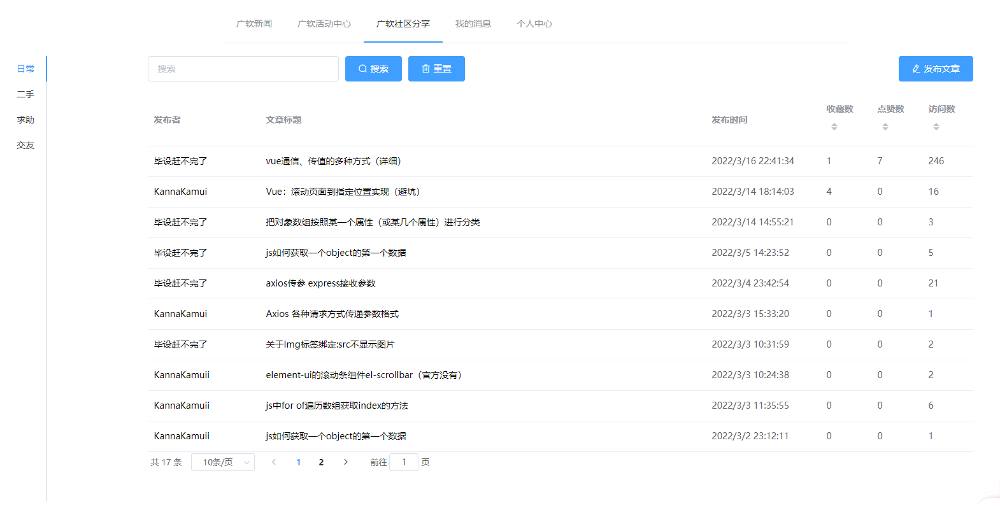 广软新闻 广软活动中心 广软社区分享 我的消息 个人中心
日常
二手
求助
交友
搜索 搜索 重置 发布文章
发布者 文章标题 发布时间 收藏数 点赞数 访问数
毕设赶不完了 vue通信、传值的多种方式（详细） 2022/3/16 22:41:34 1 7 246
KannaKamui Vue：滚动页面到指定位置实现（避坑） 2022/3/14 18:14:03 4 0 16
毕设赶不完了 把对象数组按照某一个属性（或某几个属性）进行分类 2022/3/14 14:55:21 0 0 3
毕设赶不完了 js如何获取一个object的第一个数据 2022/3/5 14:23:52 0 0 5
毕设赶不完了 axios传参 express接收参数 2022/3/4 23:42:54 0 0 21
KannaKamui Axios 各种请求方式传递参数格式 2022/3/3 15:33:20 0 0 1
毕设赶不完了 关于Img标签绑定:src不显示图片 2022/3/3 10:31:59 0 0 2
KannaKamuii element-ui的滚动条组件el-scrollbar（官方没有） 2022/3/3 10:24:38 0 0 2
KannaKamuii js中for of遍历数组获取index的方法 2022/3/3 11:35:55 0 0 6
KannaKamuii js如何获取一个object的第一个数据 2022/3/2 23:12:11 0 0 1
共 17 条 10条/页 1 2 前往 1 页